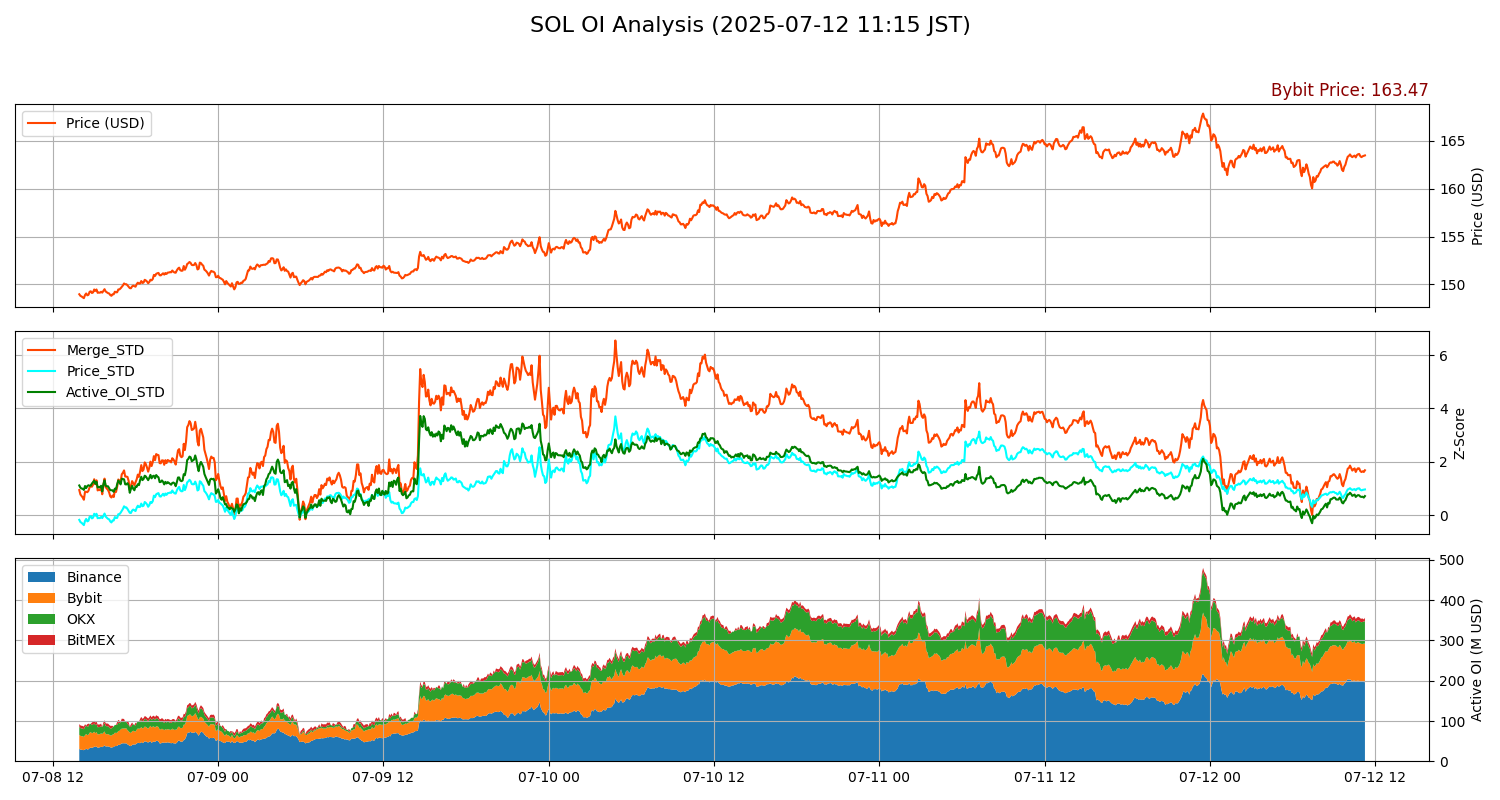 SOL OI Analysis (2025-07-12 11:15 JST)
Bybit Price: 163.47
Price (USD)
165
160
155
150
Price (USD)
Merge_STD
Price_STD
Active_OI_STD
6
4
2
0
Z-Score
Binance
Bybit
OKX
BitMEX
500
400
300
200
100
0
Active OI (M USD)
07-08 12 07-09 00 07-09 12 07-10 00 07-10 12 07-11 00 07-11 12 07-12 00 07-12 12